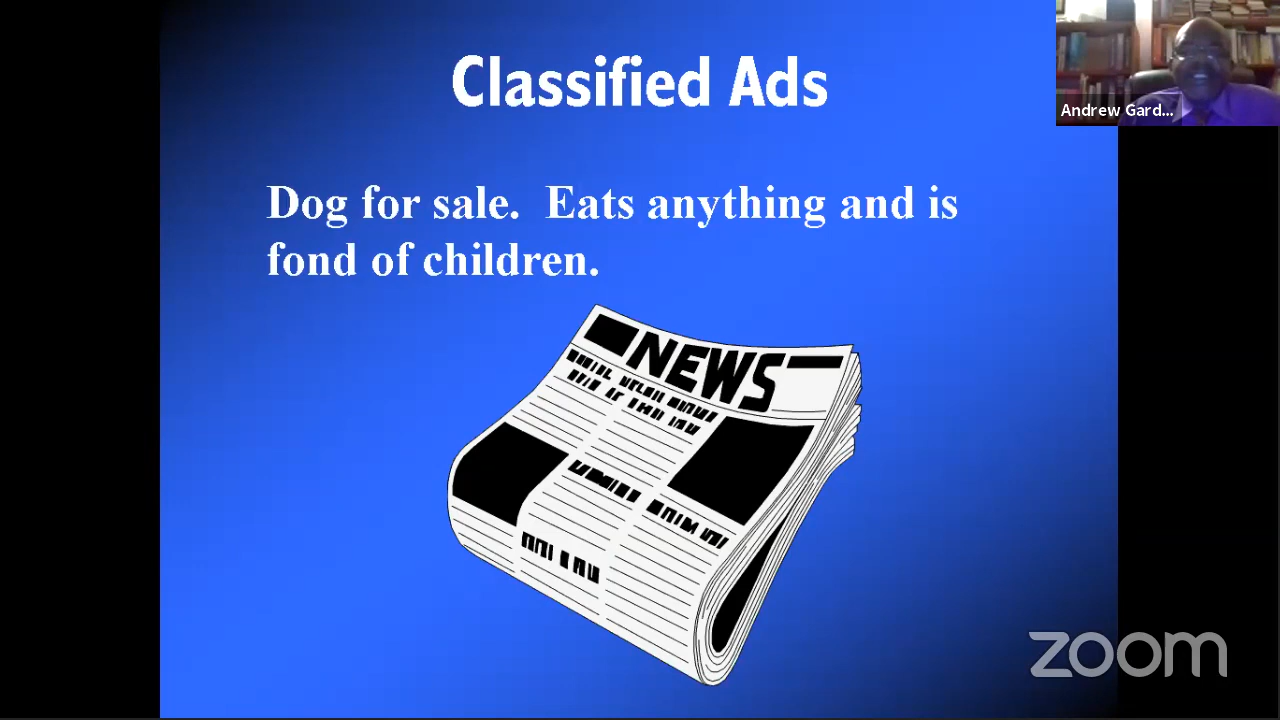 Classified Ads
Andrew Gard...
Dog for sale.  Eats anything and is
fond of children.
NEWS
zoom